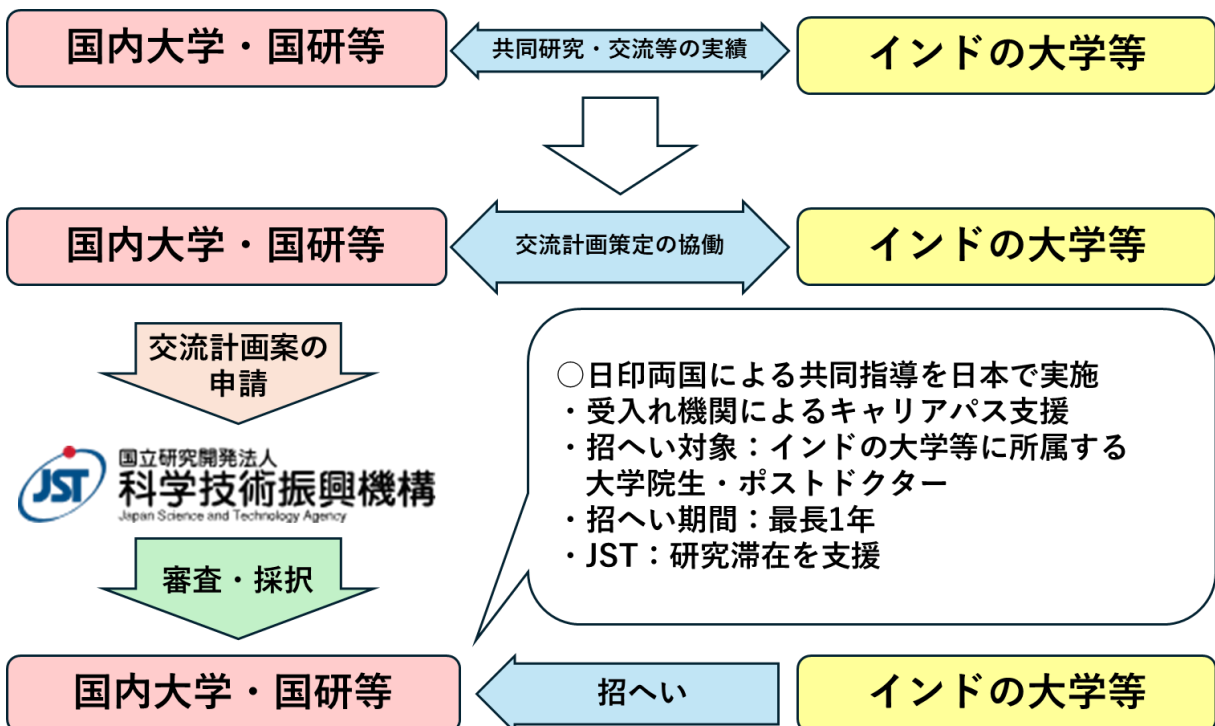 国内大学・国研等
共同研究・交流等の実績
インドの大学等
国内大学・国研等
交流計画策定の協働
インドの大学等
交流計画案の
申請
JST
国立研究開発法人
科学技術振興機構
Japan Science and Technology Agency
審査・採択
○日印両国による共同指導を日本で実施
・受入れ機関によるキャリアパス支援
・招へい対象：インドの大学等に所属する
大学院生・ポストドクター
・招へい期間：最長1年
・JST：研究滞在を支援
国内大学・国研等
招へい
インドの大学等